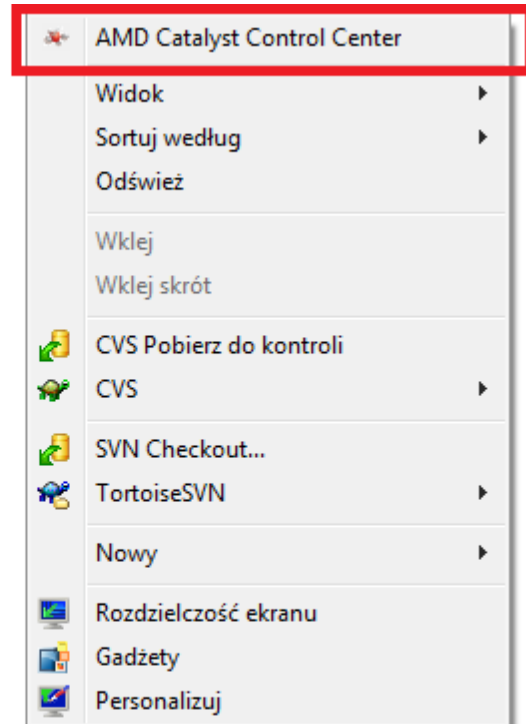 AMD Catalyst Control Center
Widok
Sortuj według
Odśwież
Wklej
Wklej skrót
CVS Pobierz do kontroli
CVS
SVN Checkout...
TortoiseSVN
Nowy
Rozdzielczość ekranu
Gadżety
Personalizuj